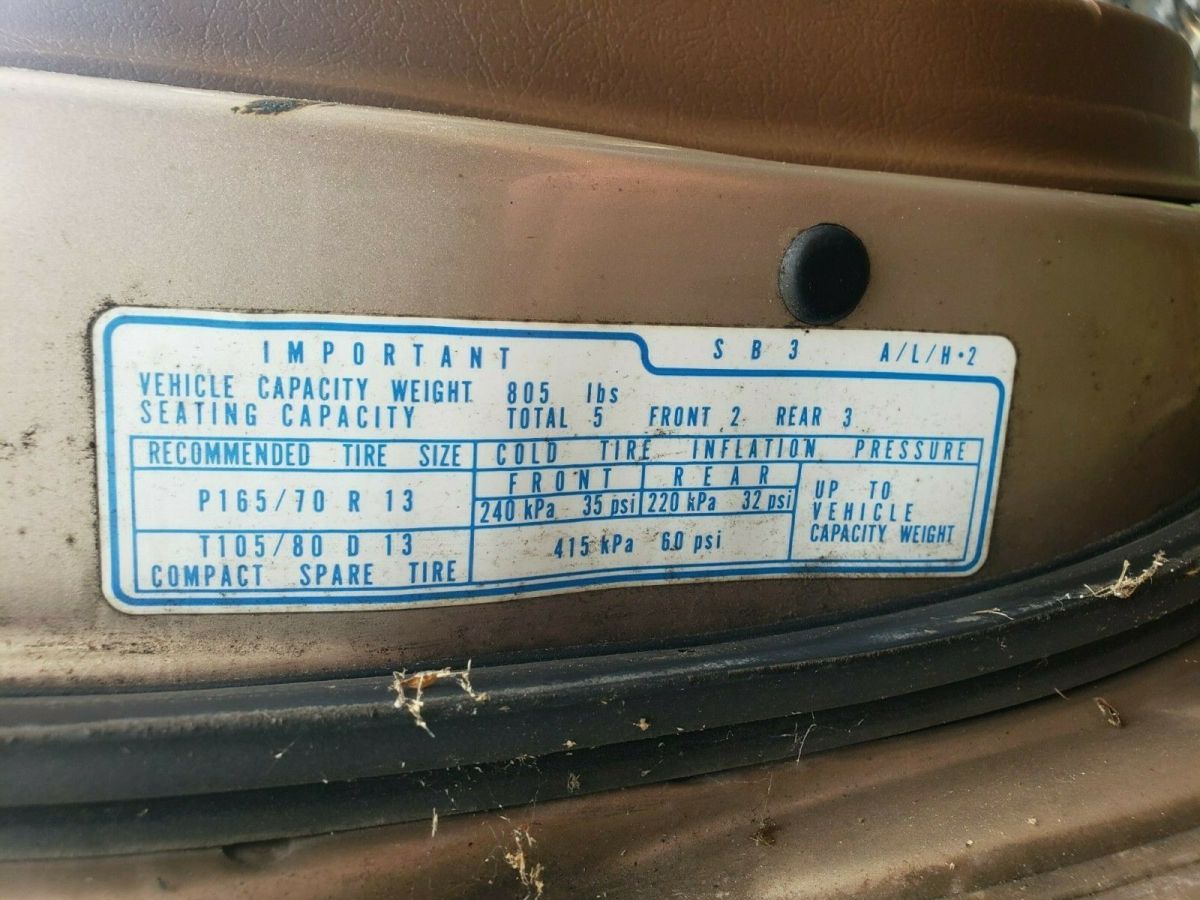 IMPORTANT SB3 A/L/H·2
VEHICLE CAPACITY WEIGHT 805 lbs
SEATING CAPACITY TOTAL 5 FRONT 2 REAR 3
RECOMMENDED TIRE SIZE COLD TIRE INFLATION PRESSURE
FRONT REAR
P165/70 R 13 240 kPa 35 psi 220 kPa 32 psi
UP TO
VEHICLE
CAPACITY WEIGHT
T105/80 D 13 415 kPa 60 psi
COMPACT SPARE TIRE